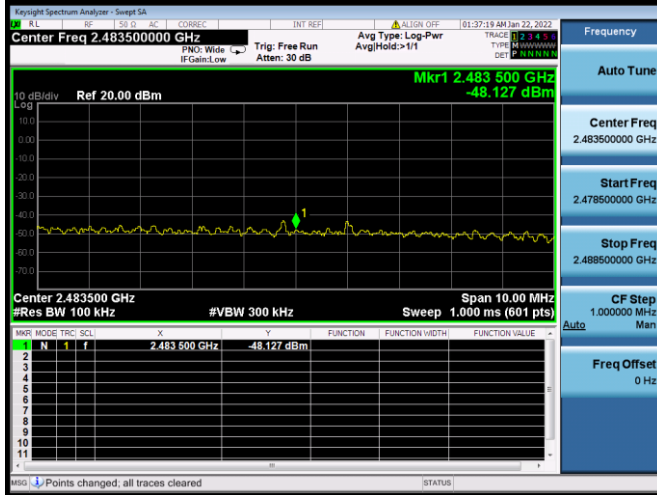 Keysight Spectrum Analyzer - Swept SA
RL RF 50 Ω AC CORREC INT REF ALIGN OFF 01:37:19 AM Jan 22, 2022
Center Freq 2.483500000 GHz
PNO: Wide Trig: Free Run
IFGain:Low Atten: 30 dB
Avg Type: Log-Pwr
Avg|Hold:>1/1
TRACE 1 2 3 4 5 6
TYPE M WWWWW
DET P N N N N N
Mkr1 2.483 500 GHz
-48.127 dBm
10 dB/div Ref 20.00 dBm
Log
10.0
0.00
-10.0
-20.0
-30.0
-40.0
-50.0
-60.0
-70.0
1
Center 2.483500 GHz Span 10.00 MHz
#Res BW 100 kHz #VBW 300 kHz Sweep 1.000 ms (601 pts)
MKR MODE TRC SCL X Y FUNCTION FUNCTION WIDTH FUNCTION VALUE
1 N 1 f 2.483 500 GHz -48.127 dBm
2
3
4
5
6
7
8
9
10
11
MSG Points changed; all traces cleared STATUS
Frequency
Auto Tune
Center Freq
2.483500000 GHz
Start Freq
2.478500000 GHz
Stop Freq
2.488500000 GHz
CF Step
1.000000 MHz
Auto Man
Freq Offset
0 Hz